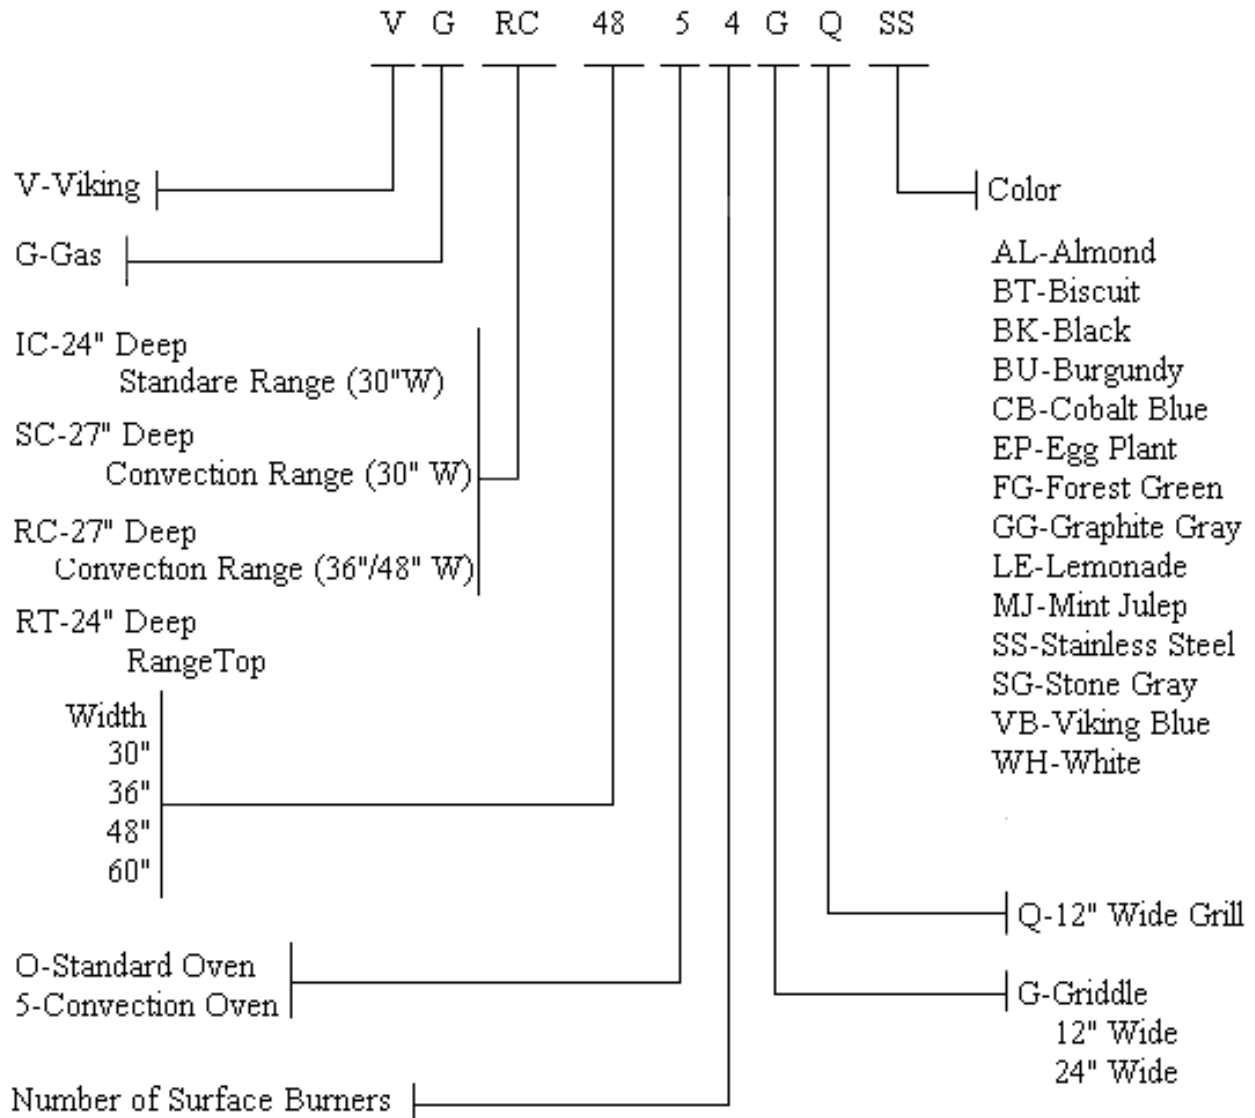 V G RC 48 5 4 G Q SS
V-Viking
G-Gas
IC-24" Deep
Standare Range (30"W)
SC-27" Deep
Convection Range (30" W)
RC-27" Deep
Convection Range (36"/48" W)
RT-24" Deep
RangeTop
Width
30"
36"
48"
60"
O-Standard Oven
5-Convection Oven
Number of Surface Burners
Color
AL-Almond
BT-Biscuit
BK-Black
BU-Burgundy
CB-Cobalt Blue
EP-Egg Plant
FG-Forest Green
GG-Graphite Gray
LE-Lemonade
MJ-Mint Julep
SS-Stainless Steel
SG-Stone Gray
VB-Viking Blue
WH-White
Q-12" Wide Grill
G-Griddle
12" Wide
24" Wide